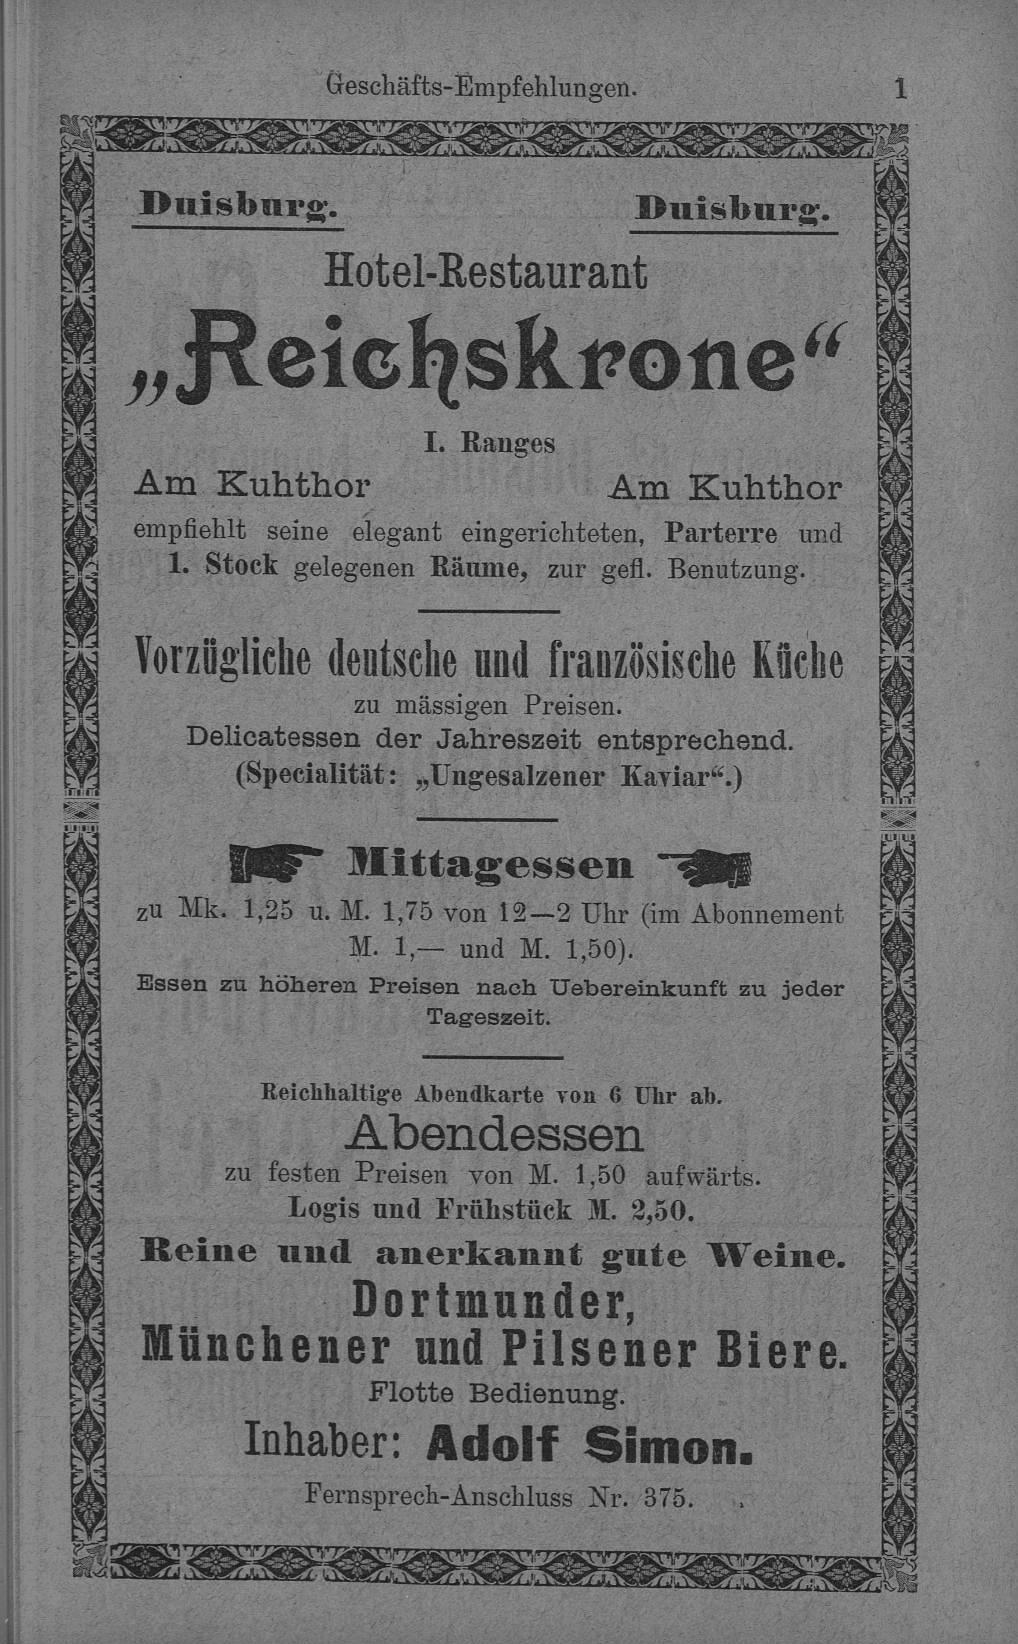 Geschäfts-Empfehlungen. 1
Duisburg. Duisburg.
Hotel-Restaurant
„Reichskrone“
I. Ranges
Am Kuhthor Am Kuhthor
empfiehlt seine elegant eingerichteten, Parterre und
1. Stock gelegenen Räume, zur gefl. Benutzung.
Vorzügliche deutsche und französische Küche
zu mässigen Preisen.
Delicatessen der Jahreszeit entsprechend.
(Specialität: „Ungesalzener Kaviar“.)
Mittagessen
zu Mk. 1,25 u. M. 1,75 von 12—2 Uhr (im Abonnement
M. 1,— und M. 1,50).
Essen zu höheren Preisen nach Uebereinkunft zu jeder
Tageszeit.
Reichhaltige Abendkarte von 6 Uhr ab.
Abendessen
zu festen Preisen von M. 1,50 aufwärts.
Logis und Frühstück M. 2,50.
Reine und anerkannt gute Weine.
Dortmunder,
Münchener und Pilsener Biere.
Flotte Bedienung.
Inhaber: Adolf Simon.
Fernsprech-Anschluss Nr. 375.